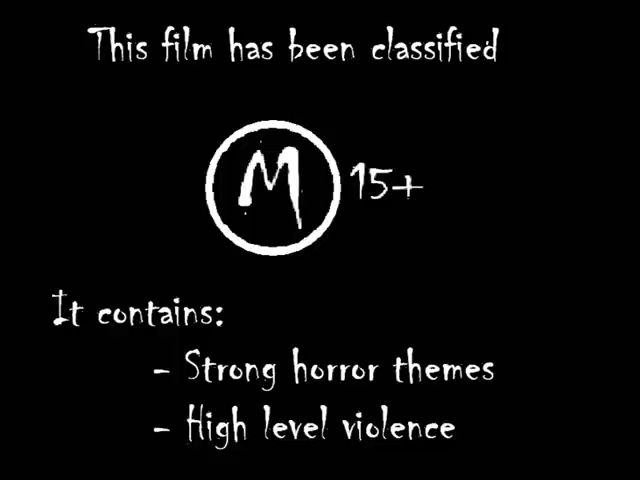 This film has been classified
M 15+
It contains:
- Strong horror themes
- High level violence